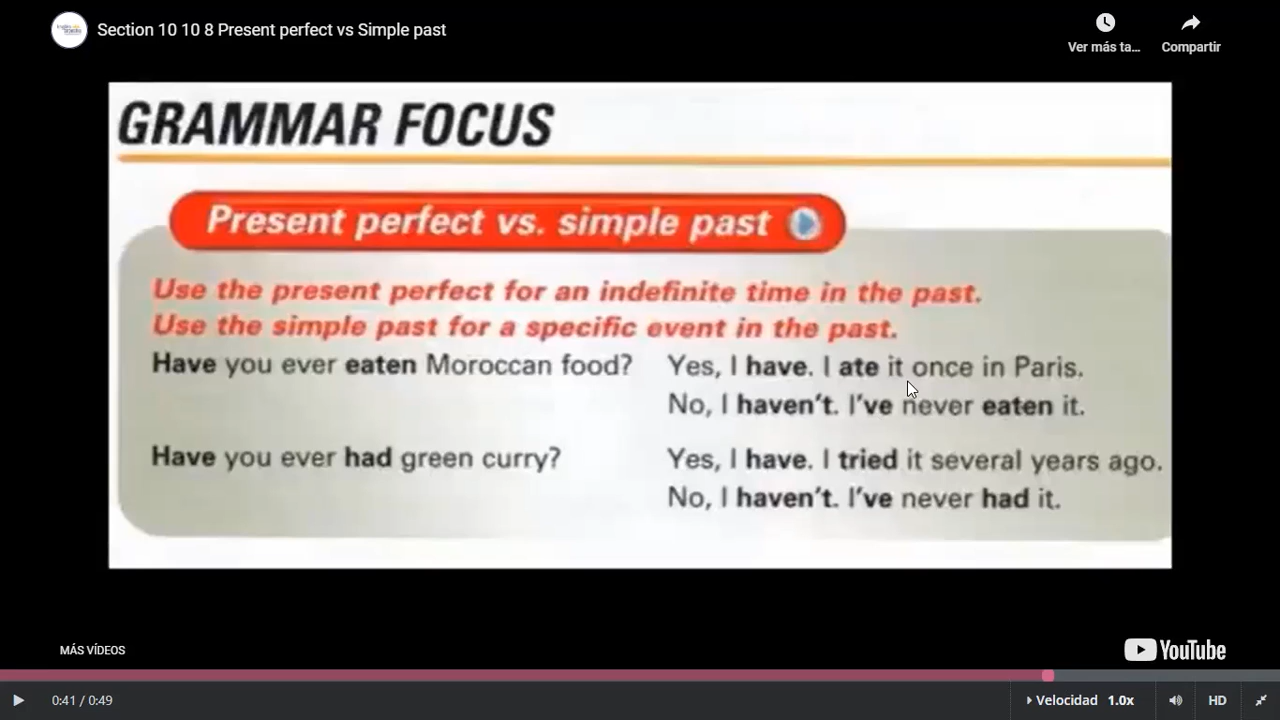 Section 10 10 8 Present perfect vs Simple past
Ver más ta...
Compartir
GRAMMAR FOCUS
Present perfect vs. simple past
Use the present perfect for an indefinite time in the past.
Use the simple past for a specific event in the past.
Have you ever eaten Moroccan food?
Yes, I have. I ate it once in Paris.
No, I haven't. I've never eaten it.
Have you ever had green curry?
Yes, I have. I tried it several years ago.
No, I haven't. I've never had it.
MÁS VÍDEOS
YouTube
0:41 / 0:49
Velocidad 1.0x
HD